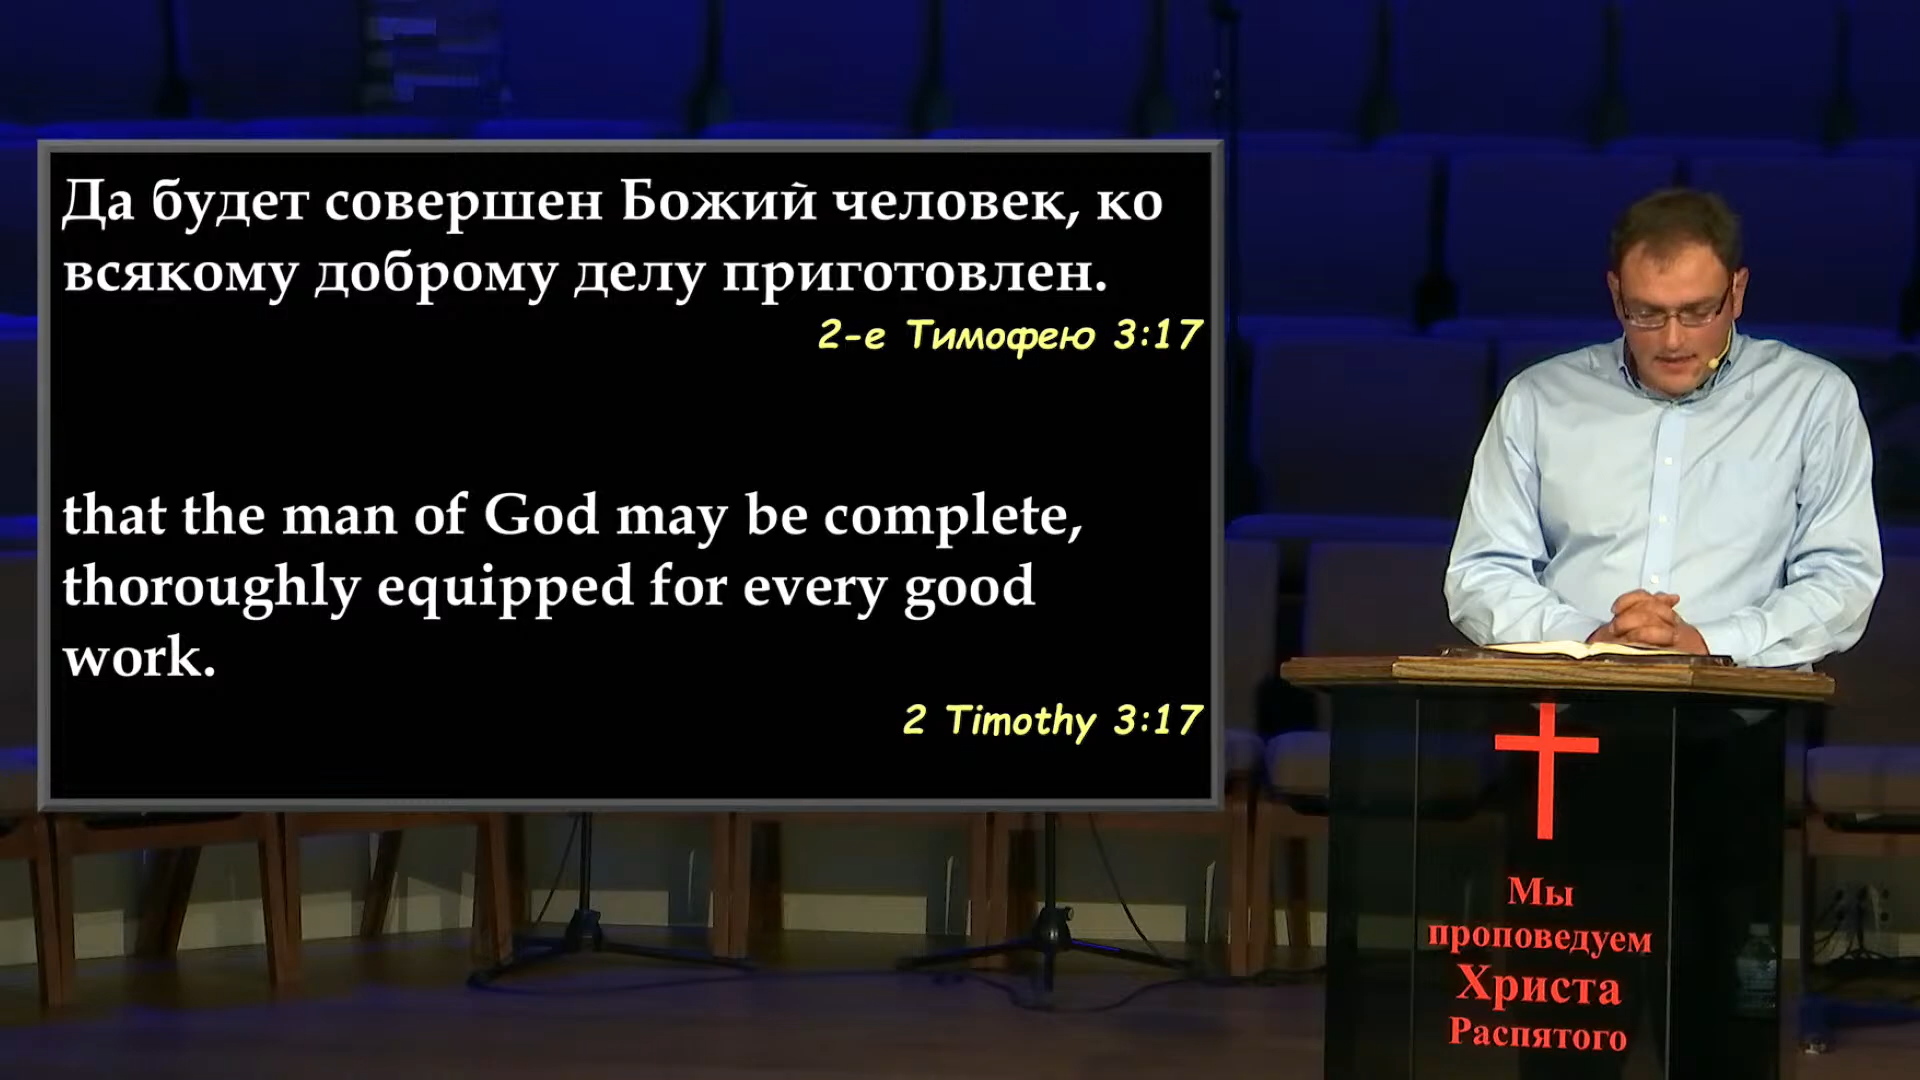 Да будет совершен Божий человек, ко
всякому доброму делу приготовлен.
2-е Тимофею 3:17
that the man of God may be complete,
thoroughly equipped for every good
work.
2 Timothy 3:17
Мы
проповедуем
Христа
Распятого